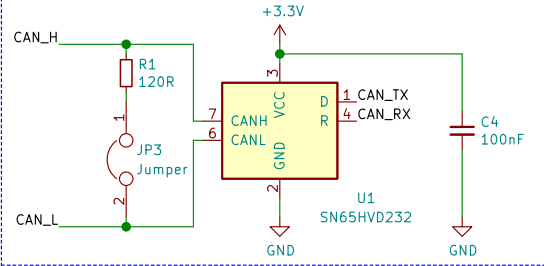 +3.3V
CAN_H
R1
120R
3
VCC
1
D
CAN_TX
7
CANH
R
4
CAN_RX
C4
100nF
6
CANL
1
JP3
Jumper
GND
2
2
U1
SN65HVD232
CAN_L
GND
GND